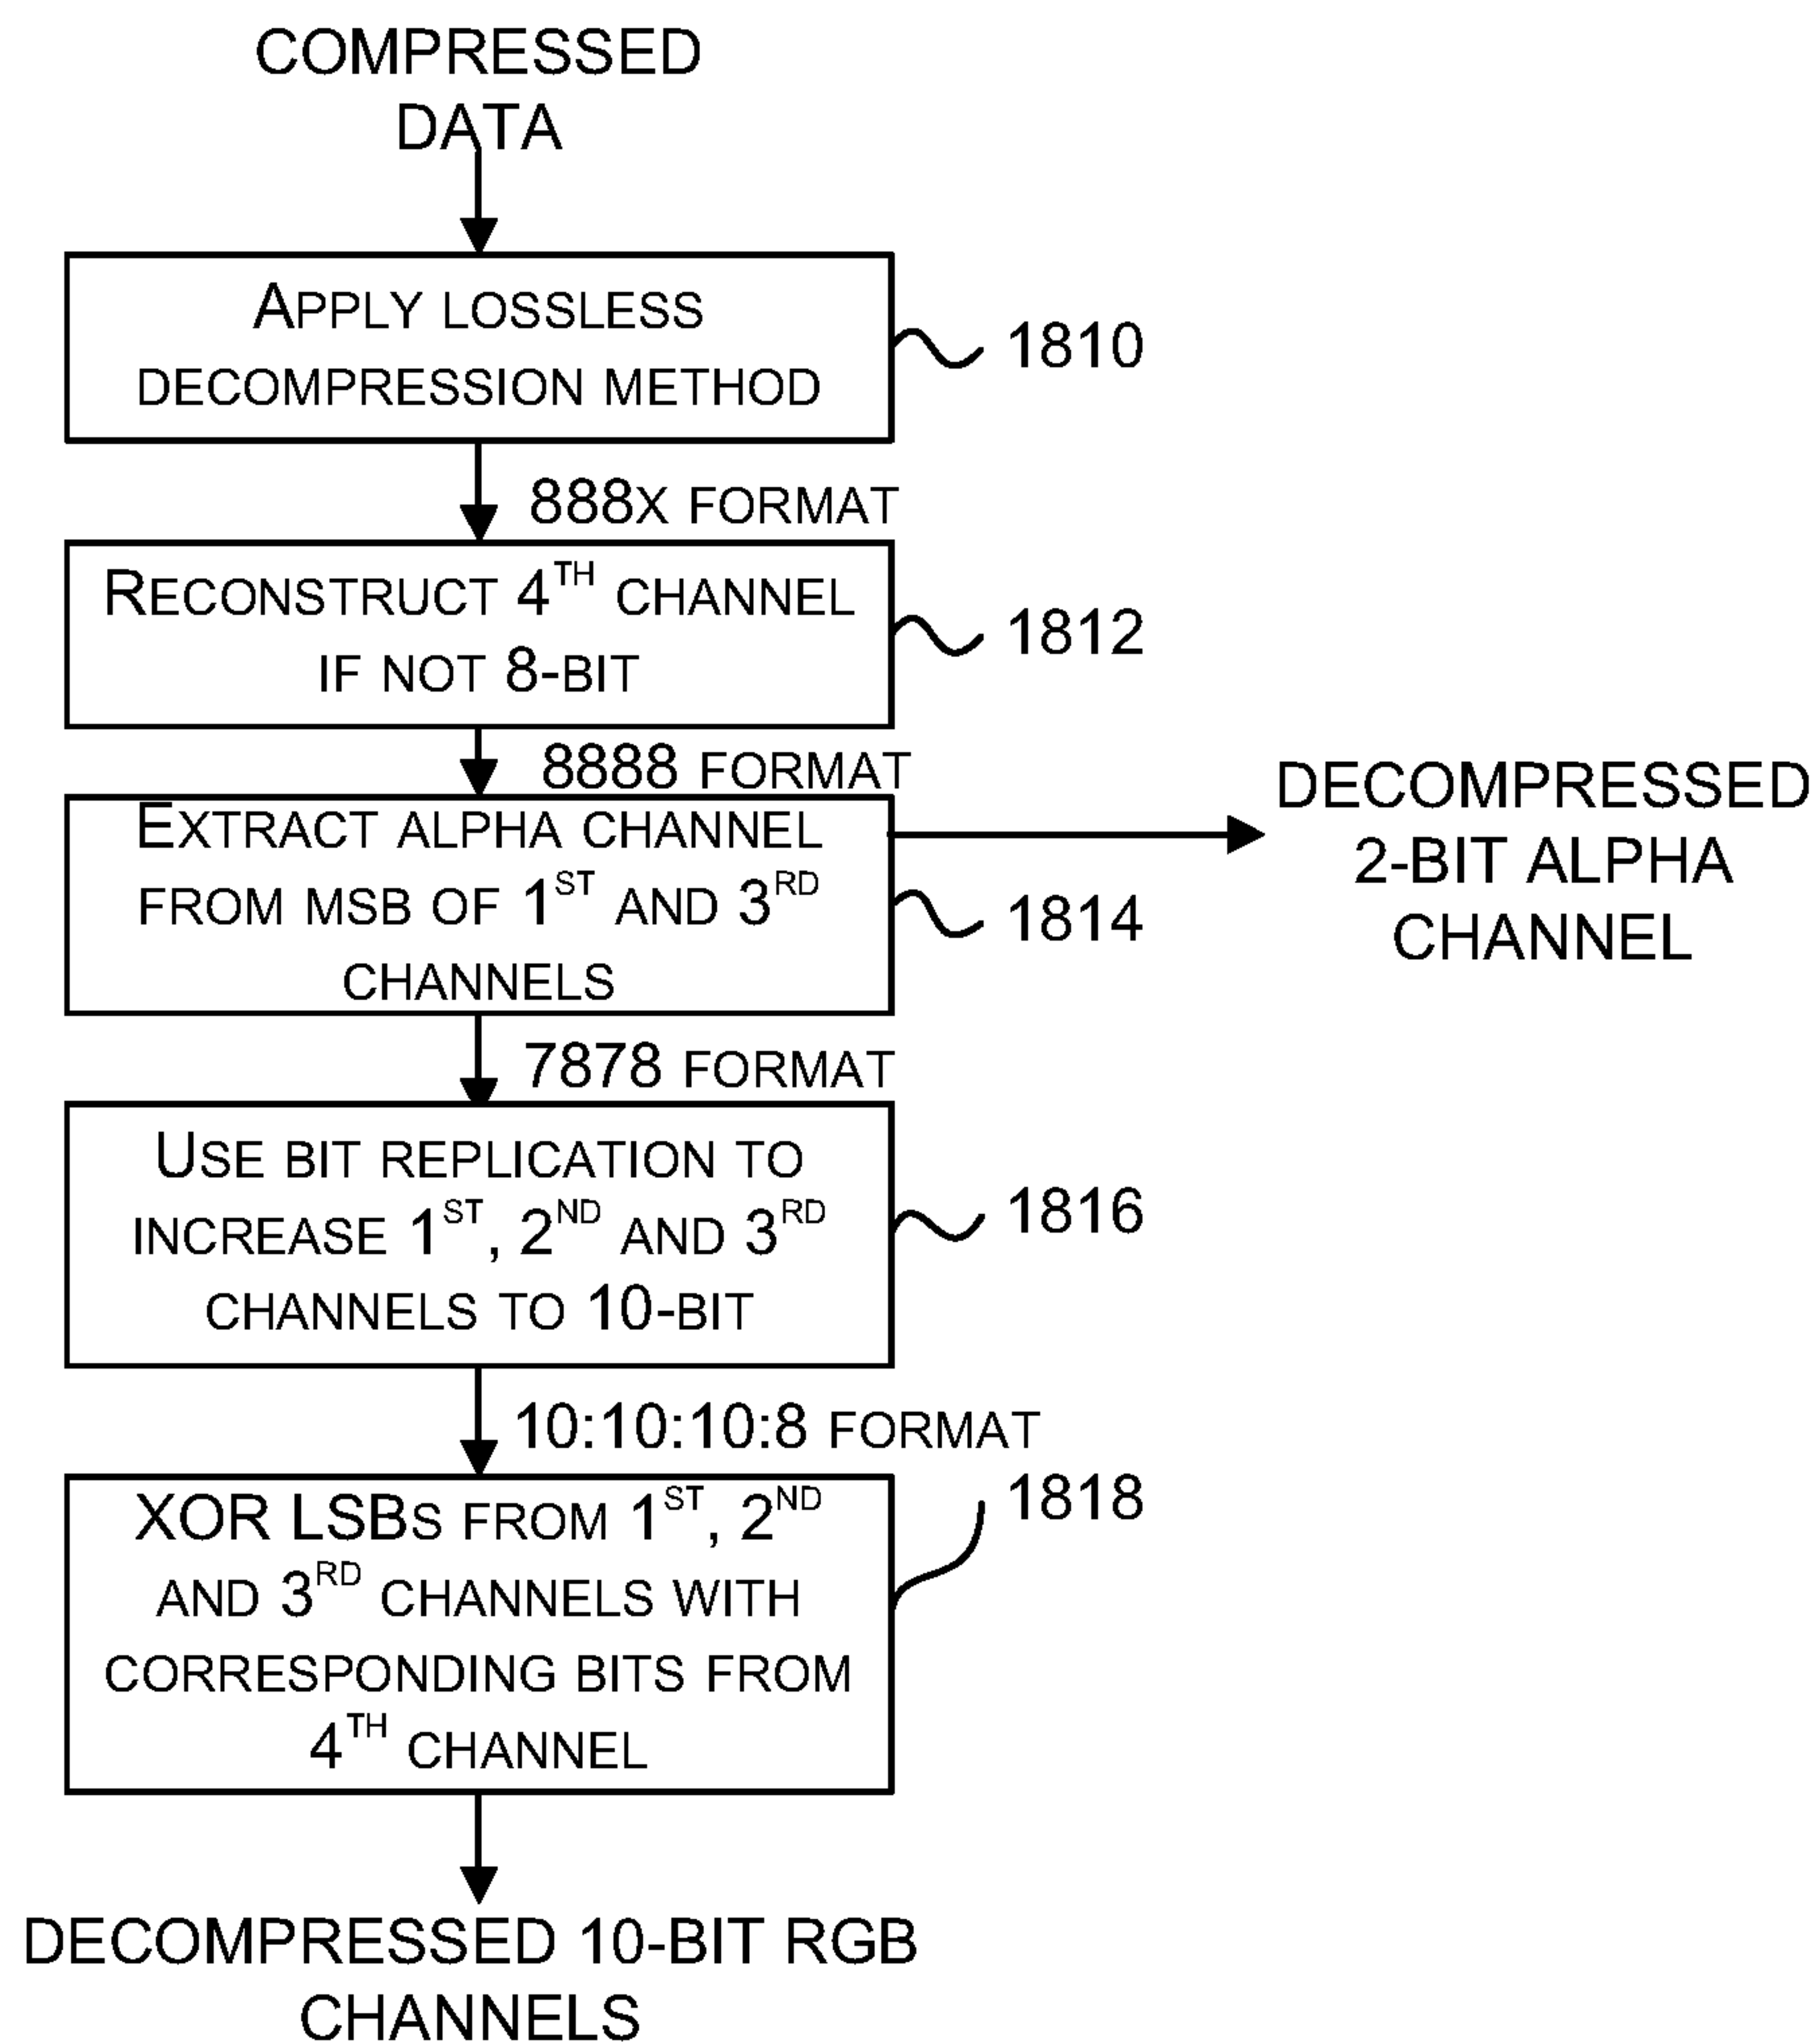 COMPRESSED
DATA
APPLY LOSSLESS
DECOMPRESSION METHOD
1810
888X FORMAT
RECONSTRUCT 4TH CHANNEL
IF NOT 8-BIT
1812
8888 FORMAT
EXTRACT ALPHA CHANNEL
FROM MSB OF 1ST AND 3RD
CHANNELS
1814
DECOMPRESSED
2-BIT ALPHA
CHANNEL
7878 FORMAT
USE BIT REPLICATION TO
INCREASE 1ST, 2ND AND 3RD
CHANNELS TO 10-BIT
1816
10:10:10:8 FORMAT
XOR LSBS FROM 1ST, 2ND
AND 3RD CHANNELS WITH
CORRESPONDING BITS FROM
4TH CHANNEL
1818
DECOMPRESSED 10-BIT RGB
CHANNELS